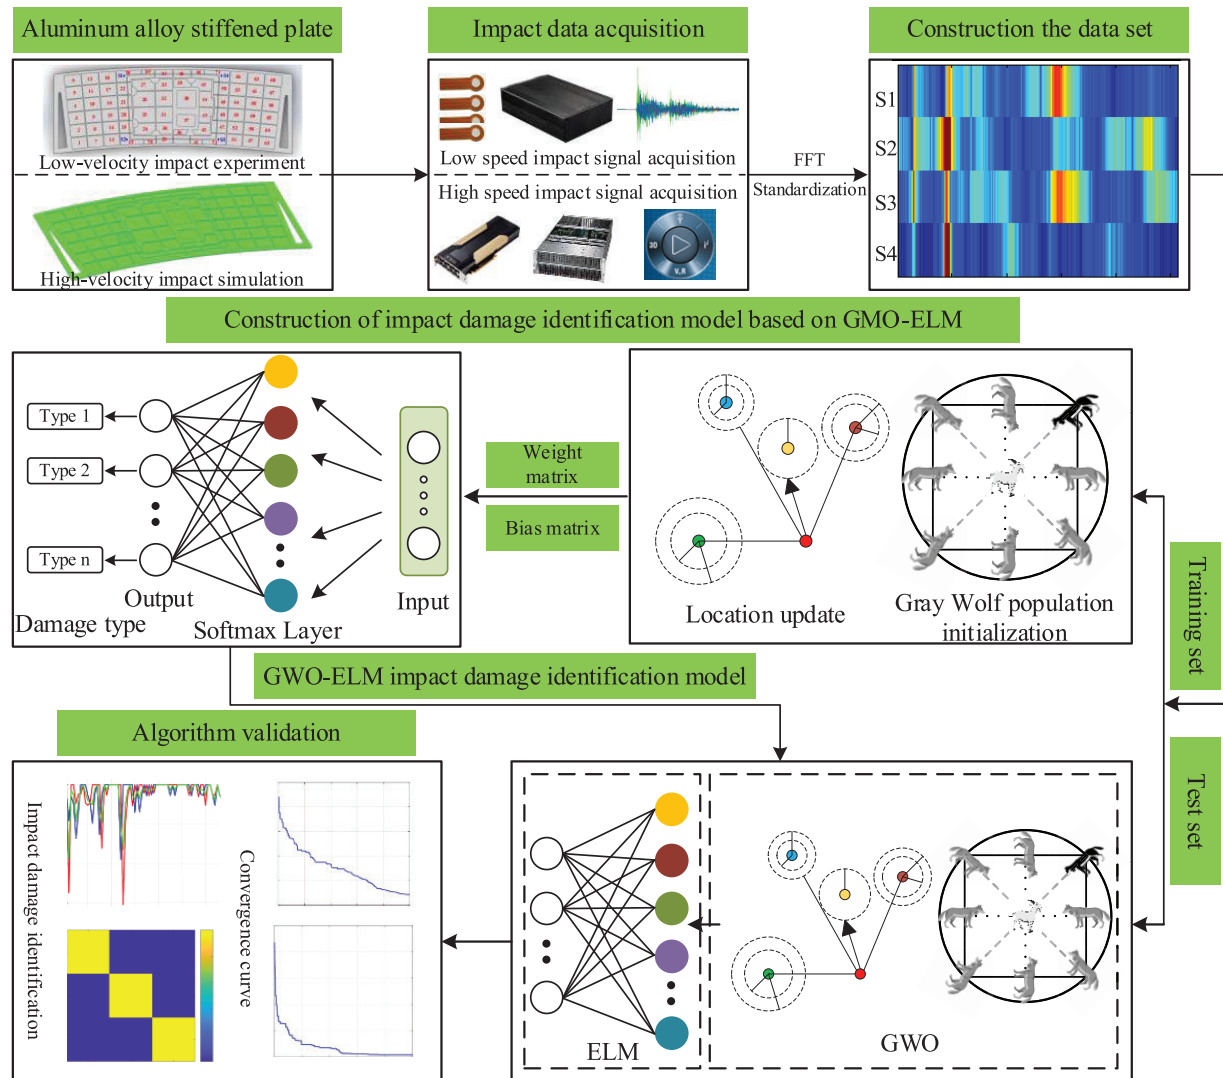 Aluminum alloy stiffened plate
Impact data acquisition
Construction the data set
Low-velocity impact experiment
High-velocity impact simulation
Low speed impact signal acquisition
High speed impact signal acquisition
3D
V_R
FFT
Standardization
S1
S2
S3
S4
Construction of impact damage identification model based on GMO-ELM
Type 1
Type 2
Type n
Output
Damage type
Softmax Layer
Input
Weight
matrix
Bias matrix
Location update
Gray Wolf population
initialization
Training set
Test set
GWO-ELM impact damage identification model
Algorithm validation
Impact damage identification
Convergence curve
ELM
GWO